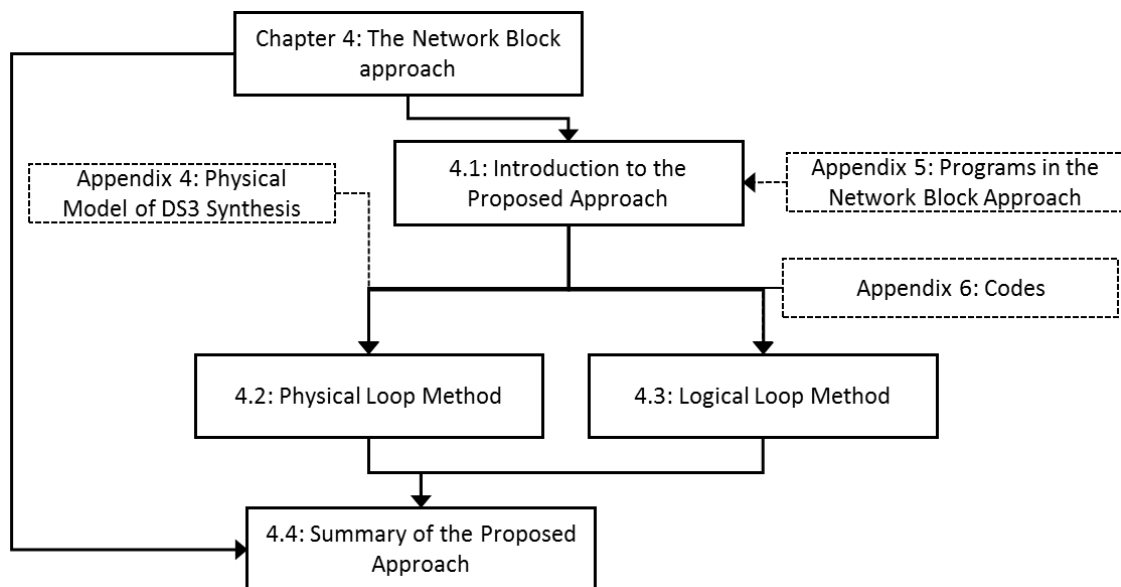 Chapter 4: The Network Block
approach
4.1: Introduction to the
Proposed Approach
Appendix 4: Physical
Model of DS3 Synthesis
Appendix 5: Programs in the
Network Block Approach
Appendix 6: Codes
4.2: Physical Loop Method
4.3: Logical Loop Method
4.4: Summary of the Proposed
Approach